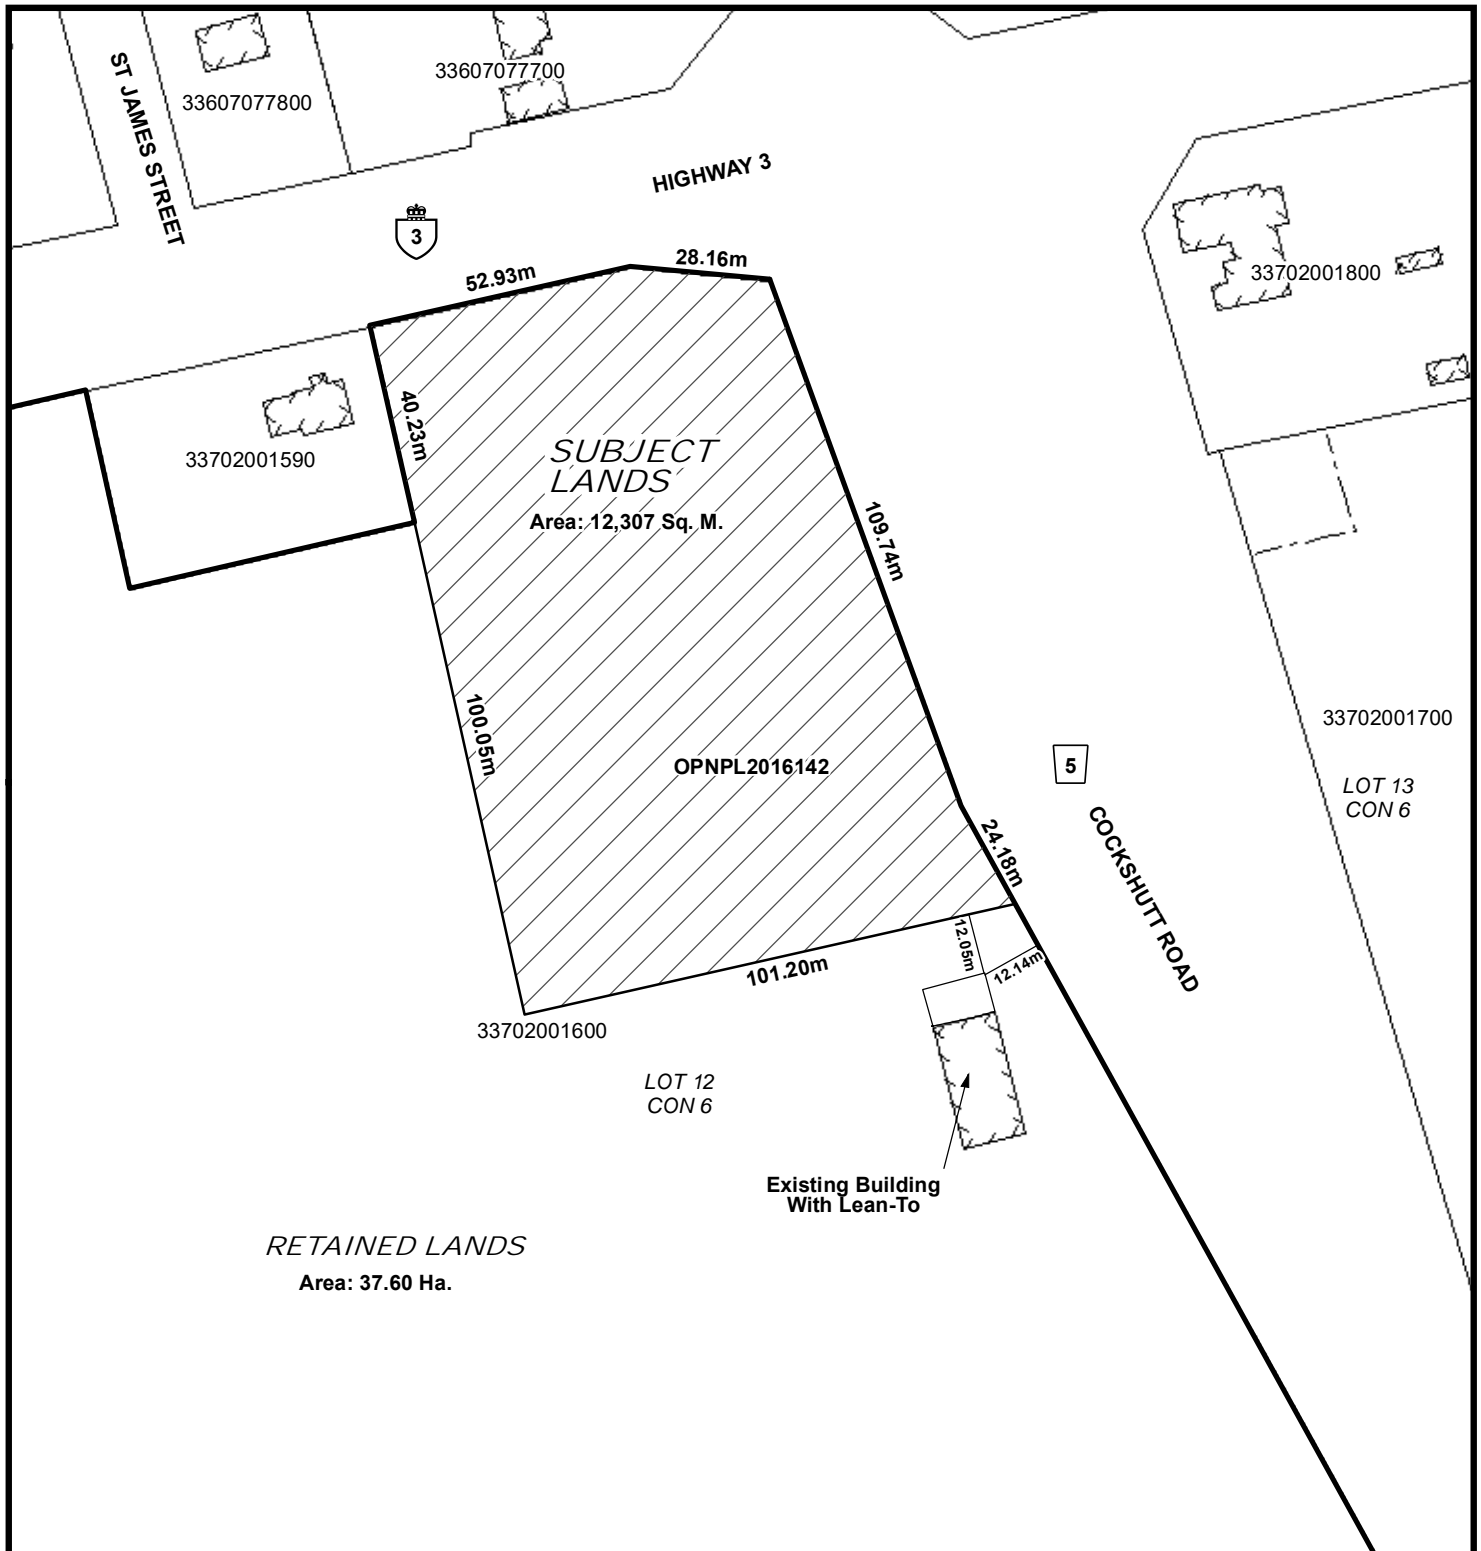 ST JAMES STREET
33607077800
33607077700
HIGHWAY 3
3
52.93m
28.16m
33702001800
40.23m
33702001590
SUBJECT
LANDS
Area: 12,307 Sq. M.
109.74m
100.05m
OPNPL2016142
33702001700
5
LOT 13
CON 6
COCKSHUTT ROAD
24.18m
12.05m
12.14m
101.20m
33702001600
LOT 12
CON 6
Existing Building
With Lean-To
RETAINED LANDS
Area: 37.60 Ha.